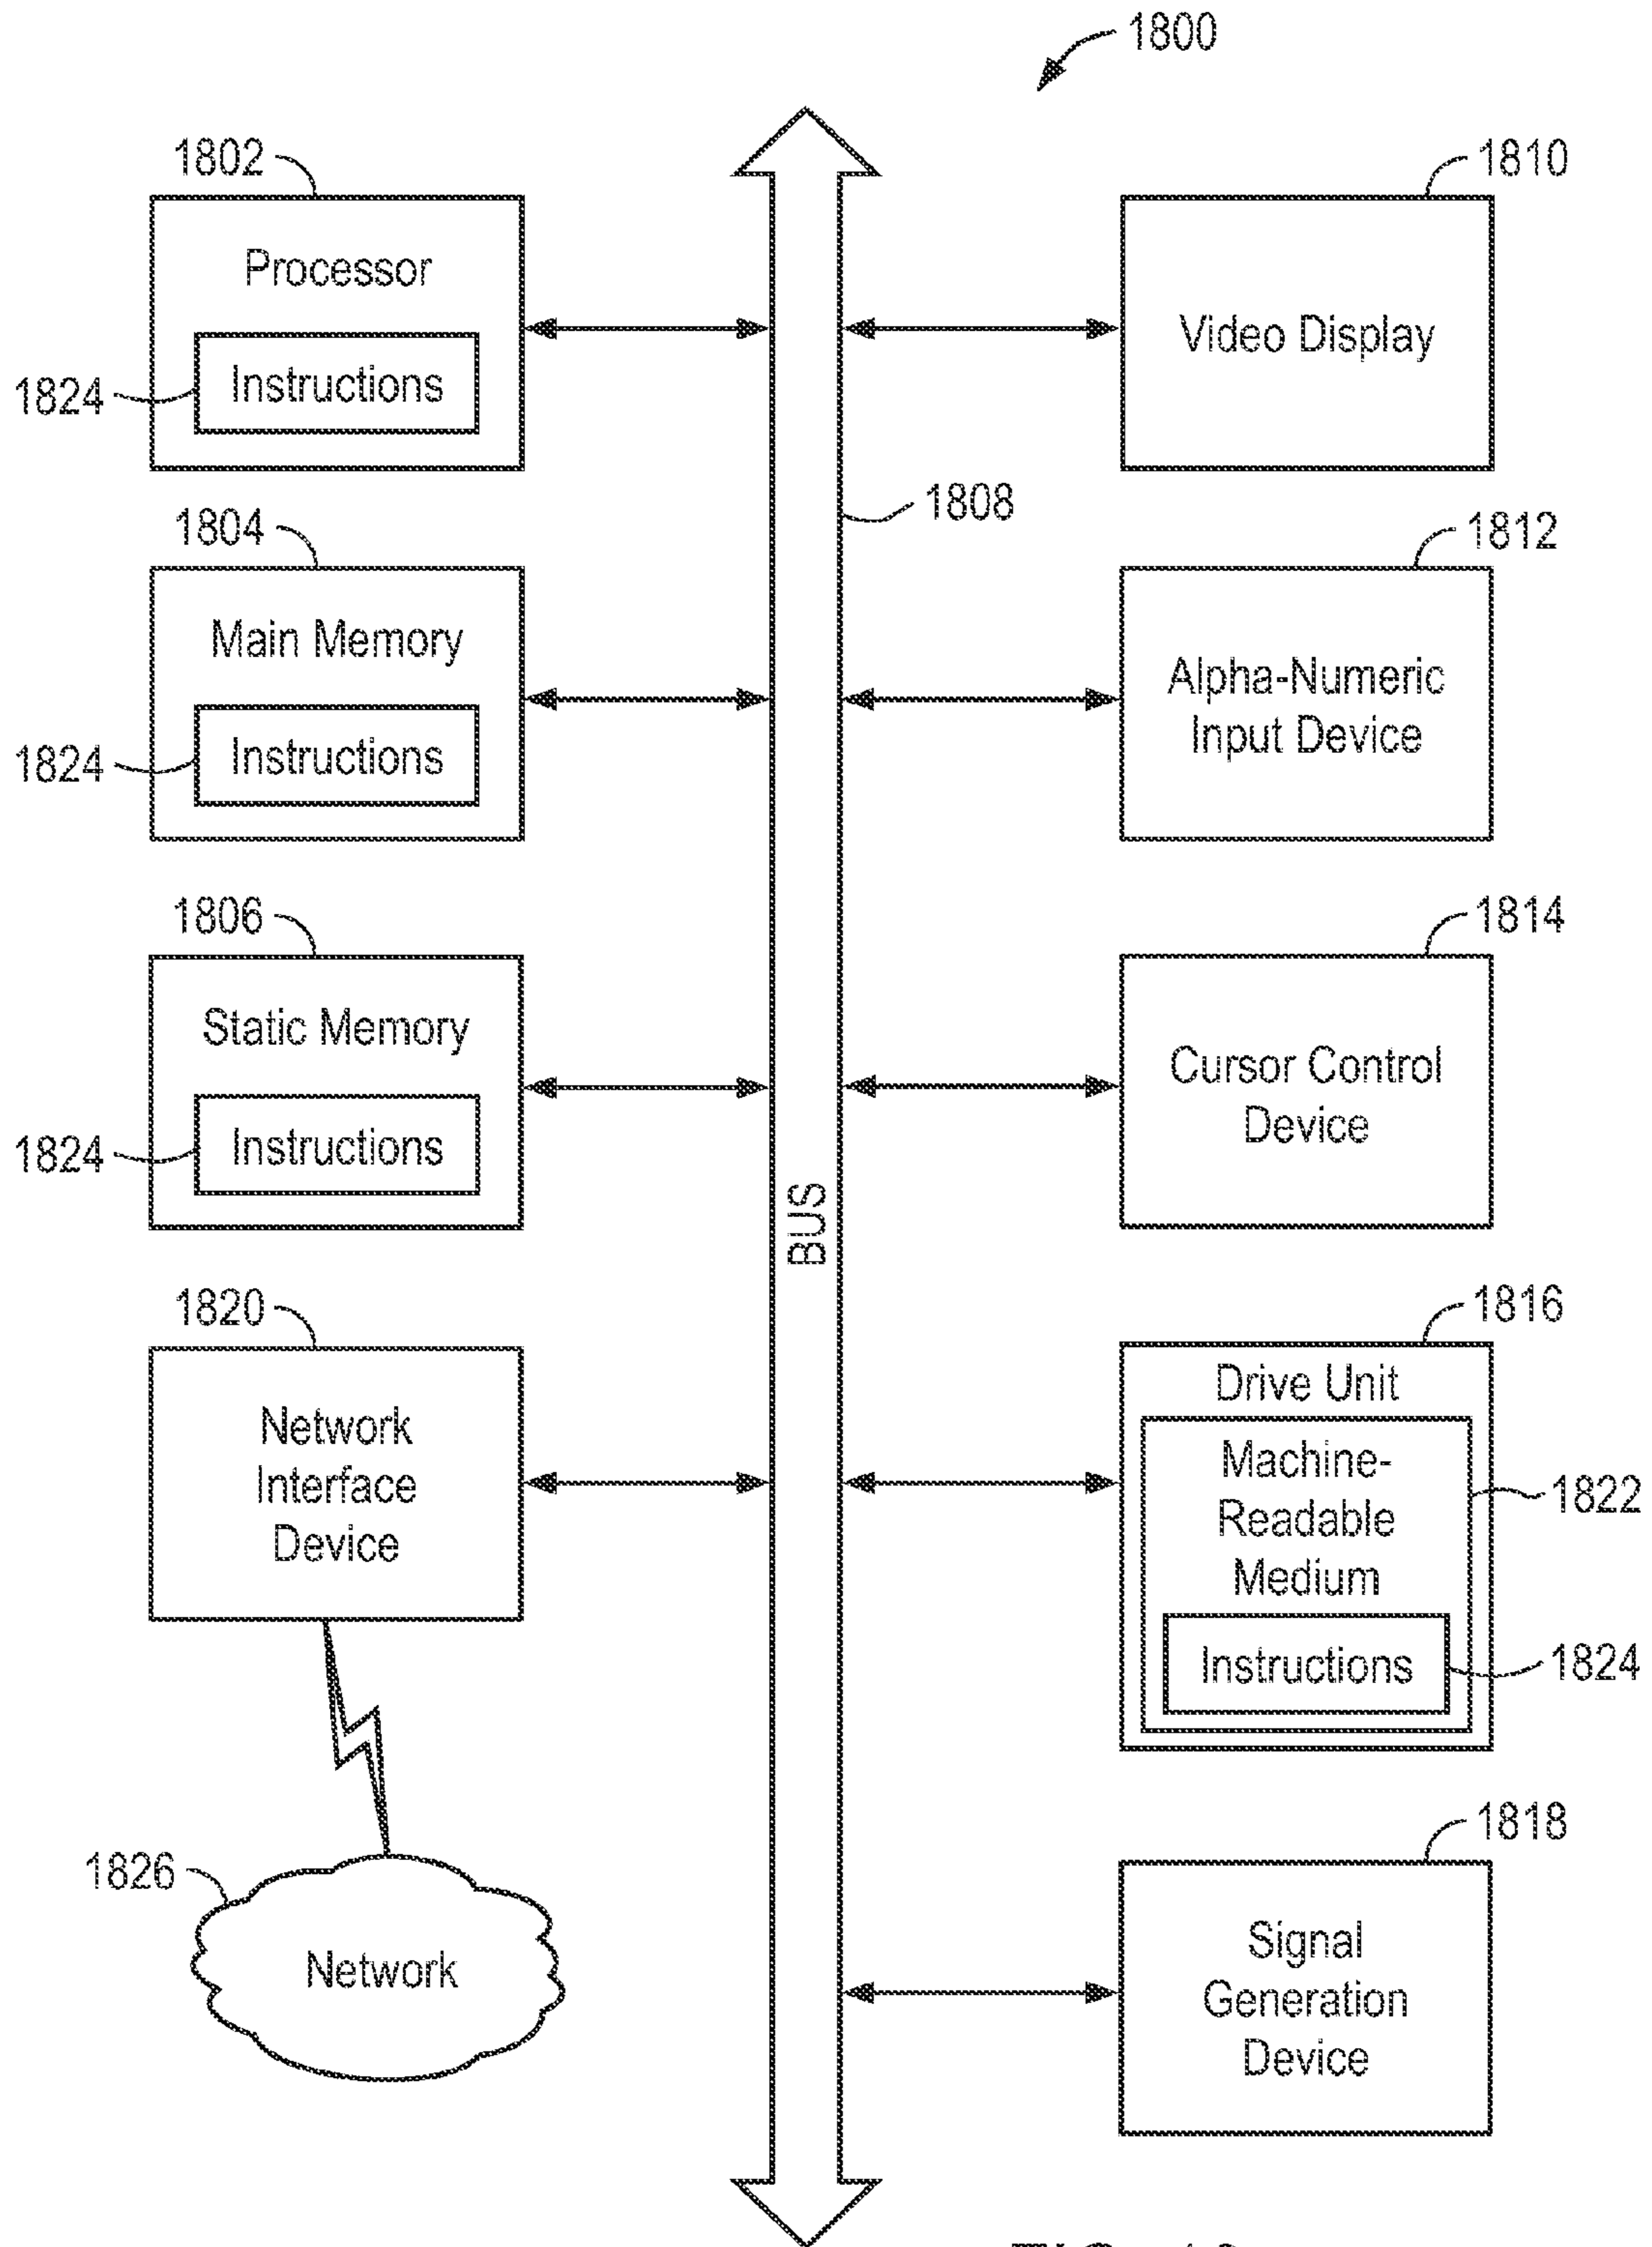 1800
1802
Processor
Instructions
1824
1804
Main Memory
Instructions
1824
1806
Static Memory
Instructions
1824
1820
Network
Interface
Device
1826
Network
BUS
1808
1810
Video Display
1812
Alpha-Numeric
Input Device
1814
Cursor Control
Device
1816
Drive Unit
Machine-
Readable
Medium
1822
Instructions
1824
1818
Signal
Generation
Device